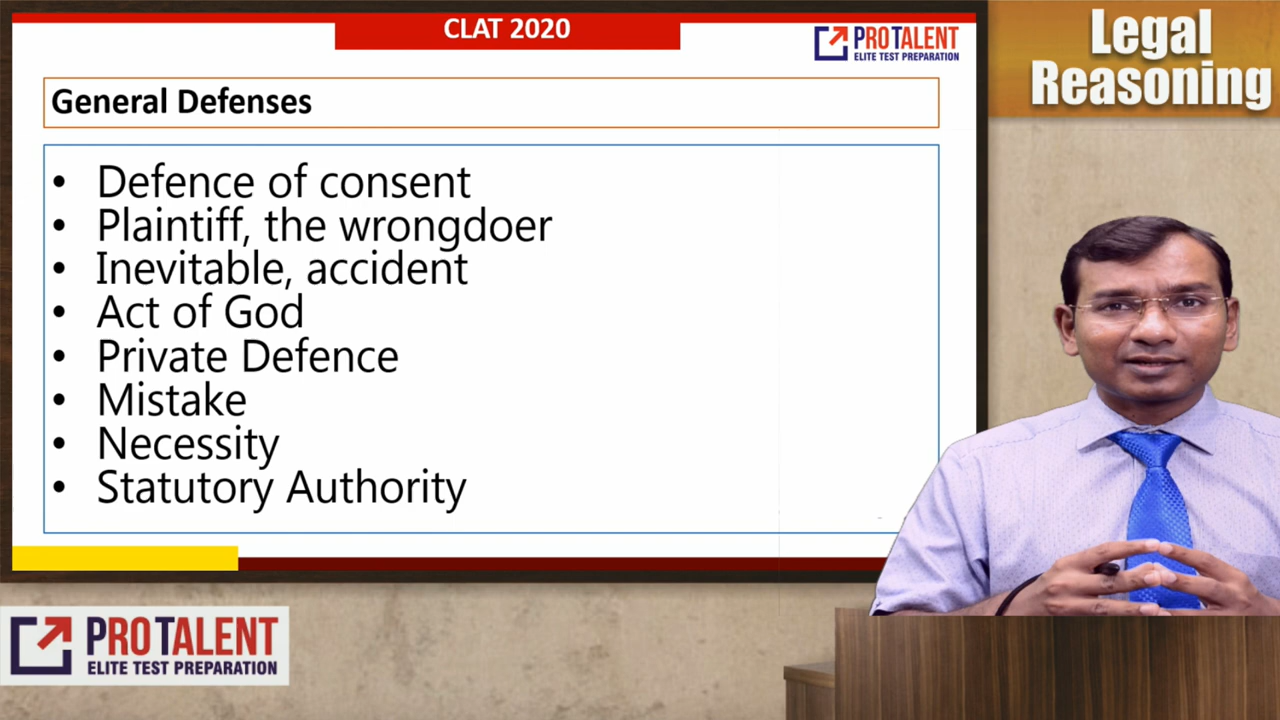 CLAT 2020
PROTALENT
ELITE TEST PREPARATION
Legal
Reasoning
General Defenses
• Defence of consent
• Plaintiff, the wrongdoer
• Inevitable, accident
• Act of God
• Private Defence
• Mistake
• Necessity
• Statutory Authority
PROTALENT
ELITE TEST PREPARATION